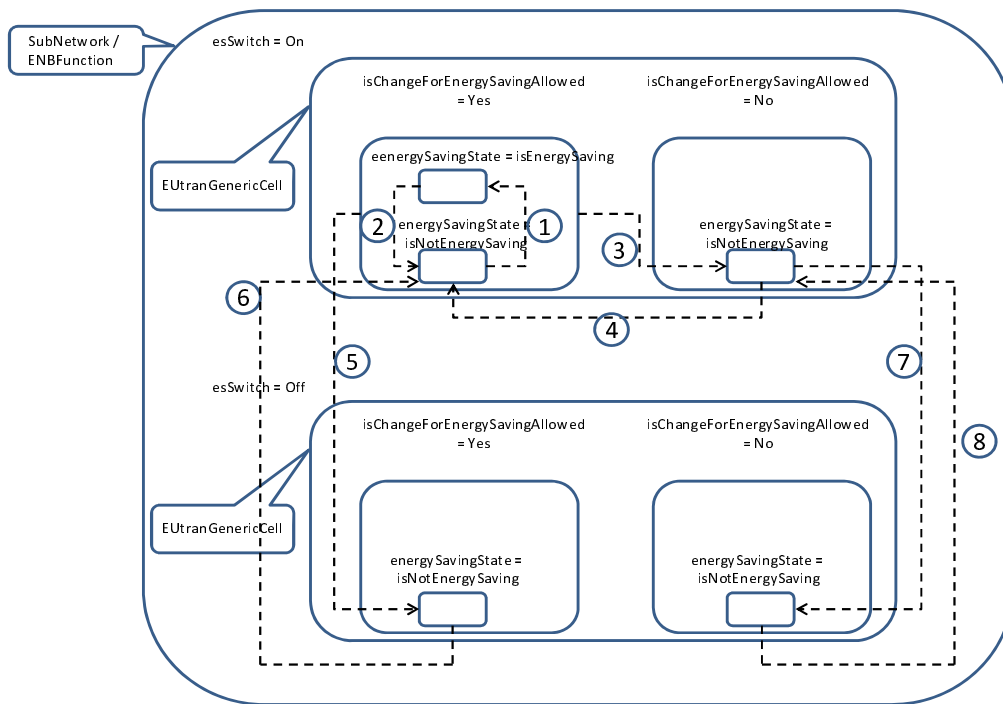 SubNetwork /
ENBFunction
esSwitch = On
isChangeForEnergySavingAllowed
= Yes
isChangeForEnergySavingAllowed
= No
EUtranGenericCell
eenergySavingState = isEnergySaving
energySavingState =
isNotEnergySaving
energySavingState =
isNotEnergySaving
2
1
3
6
4
5
7
esSwitch = Off
isChangeForEnergySavingAllowed
= Yes
isChangeForEnergySavingAllowed
= No
8
EUtranGenericCell
energySavingState =
isNotEnergySaving
energySavingState =
isNotEnergySaving